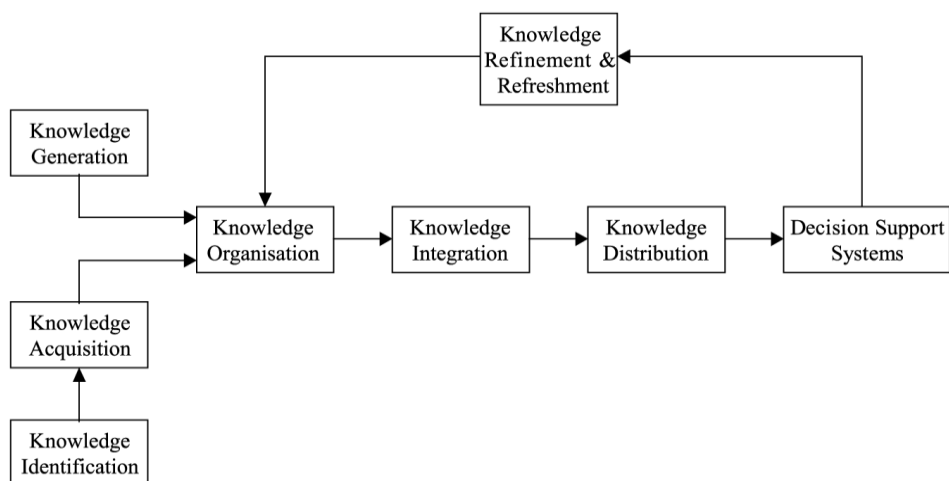 Knowledge
Refinement &
Refreshment
Knowledge
Generation
Knowledge
Organisation
Knowledge
Integration
Knowledge
Distribution
Decision Support
Systems
Knowledge
Acquisition
Knowledge
Identification